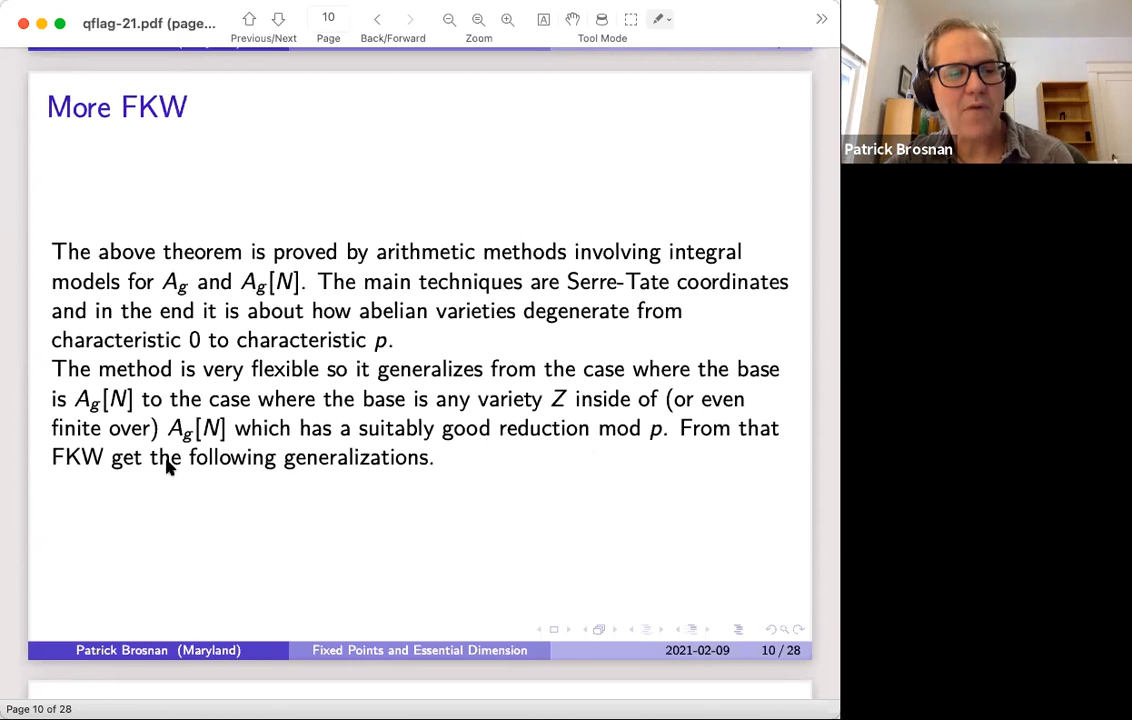 qflag-21.pdf (page...
10
Previous/Next
Page
Back/Forward
Zoom
Tool Mode
More FKW
The above theorem is proved by arithmetic methods involving integral
models for A_g and A_g[N]. The main techniques are Serre-Tate coordinates
and in the end it is about how abelian varieties degenerate from
characteristic 0 to characteristic p.
The method is very flexible so it generalizes from the case where the base
is A_g[N] to the case where the base is any variety Z inside of (or even
finite over) A_g[N] which has a suitably good reduction mod p. From that
FKW get the following generalizations.
Patrick Brosnan (Maryland)
Fixed Points and Essential Dimension
2021-02-09
10 / 28
Page 10 of 28
Patrick Brosnan